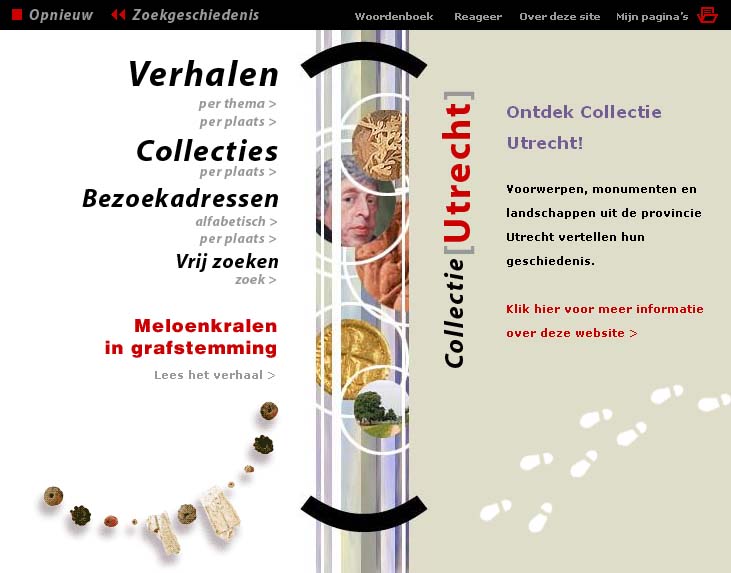 Opnieuw
Zoekgeschiedenis
Woordenboek
Reageer
Over deze site
Mijn pagina's
Verhalen
per thema >
per plaats >
Collecties
per plaats >
Bezoekadressen
alfabetisch >
per plaats >
Vrij zoeken
zoek >
Meloenkralen
in grafstemming
Lees het verhaal >
Collectie [Utrecht]
Ontdek Collectie
Utrecht!
Voorwerpen, monumenten en
landschappen uit de provincie
Utrecht vertellen hun
geschiedenis.
Klik hier voor meer informatie
over deze website >